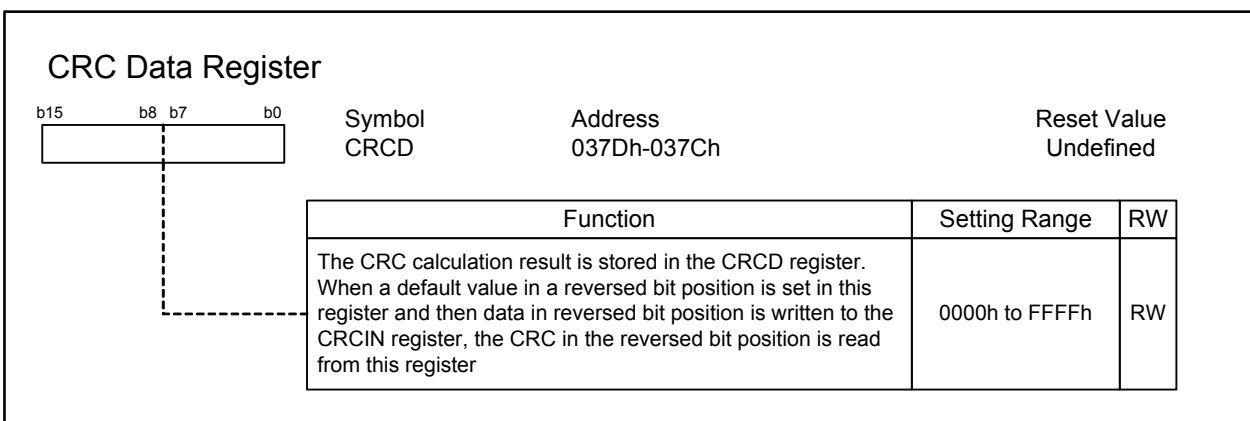 CRC Data Register
b15 b8 b7 b0
Symbol Address Reset Value
CRCD 037Dh-037Ch Undefined
Function Setting Range RW
The CRC calculation result is stored in the CRCD register.
When a default value in a reversed bit position is set in this
register and then data in reversed bit position is written to the
CRCIN register, the CRC in the reversed bit position is read
from this register
0000h to FFFFh RW